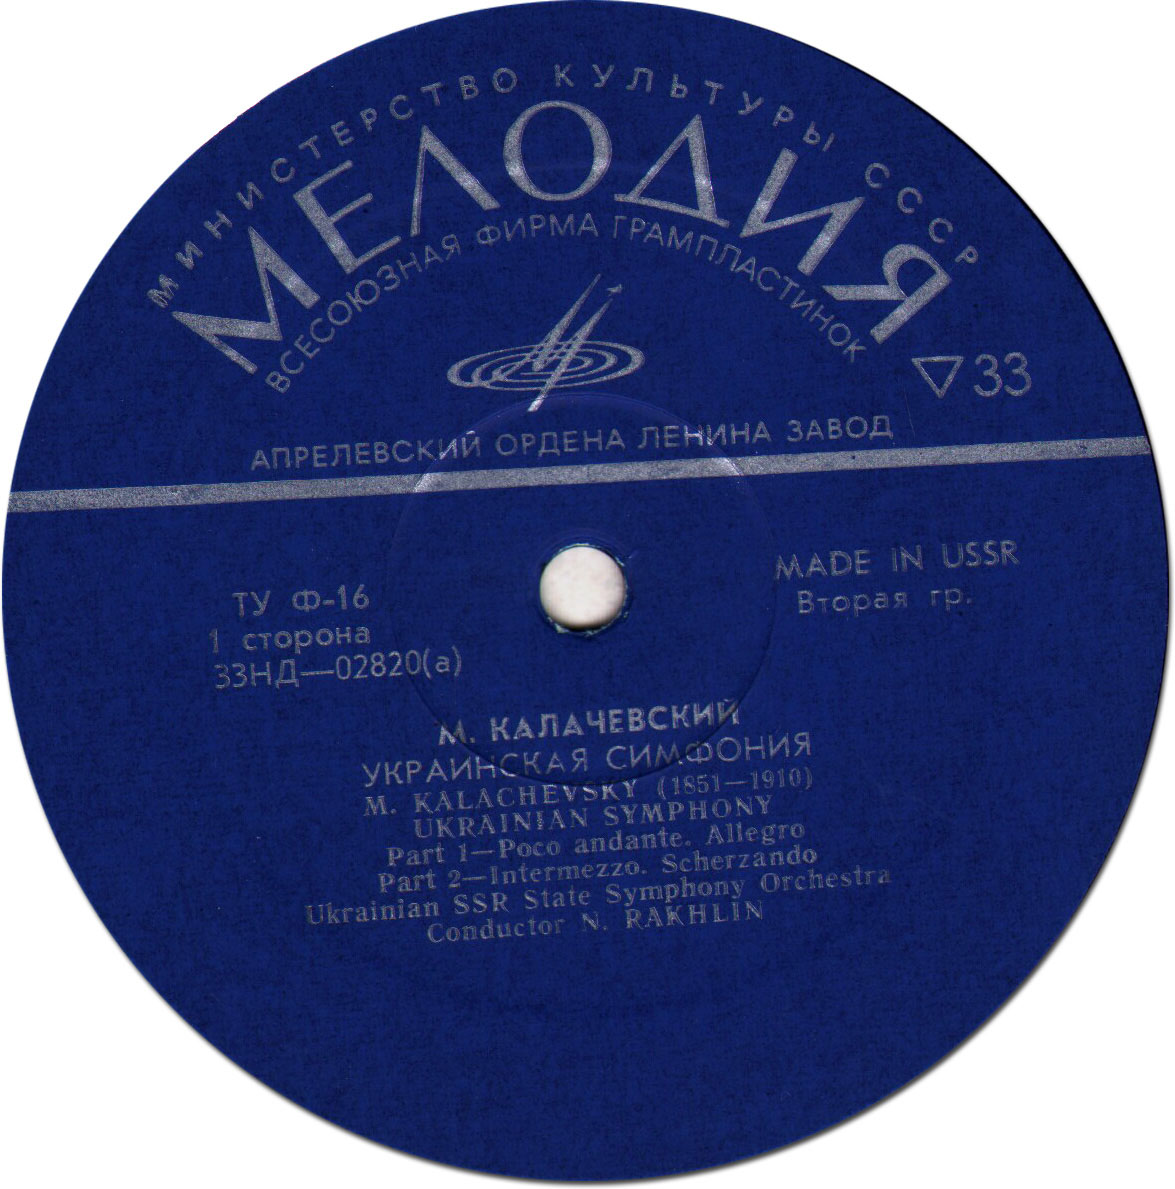 МИНИСТЕРСТВО КУЛЬТУРЫ СССР
МЕЛОДИЯ
ВСЕСОЮЗНАЯ ФИРМА ГРАМПЛАСТИНОК
33
АПРЕЛЕВСКИЙ ОРДЕНА ЛЕНИНА ЗАВОД
MADE IN USSR
Вторая гр.
ТУ Ф-16
1 сторона
33НД—02820(а)
М. КАЛАЧЕВСКИЙ
УКРАИНСКАЯ СИМФОНИЯ
M. KALACHEVSKY (1851—1910)
UKRAINIAN SYMPHONY
Part 1—Poco andante. Allegro
Part 2—Intermezzo. Scherzando
Ukrainian SSR State Symphony Orchestra
Conductor N. RAKHLIN